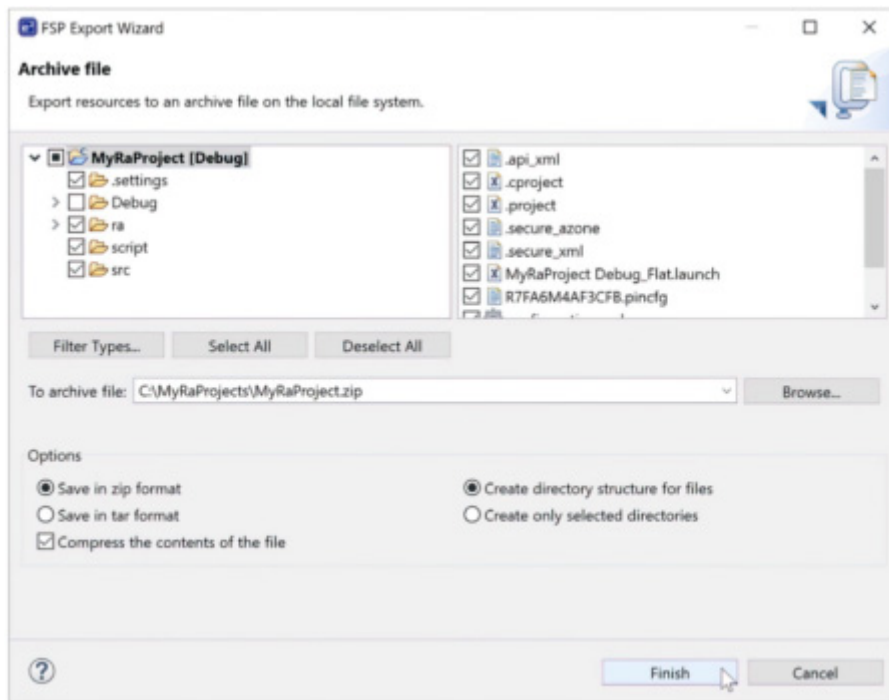 FSP Export Wizard
Archive file
Export resources to an archive file on the local file system.
MyRaProject [Debug]
.settings
Debug
ra
script
src
.api_xml
.cproject
.project
.secure_azone
.secure_xml
MyRaProject Debug_Flat.launch
R7FA6M4AF3CFB.pincfg
Filter Types...
Select All
Deselect All
To archive file:
C:\MyRaProjects\MyRaProject.zip
Browse...
Options
Save in zip format
Create directory structure for files
Save in tar format
Create only selected directories
Compress the contents of the file
?
Finish
Cancel